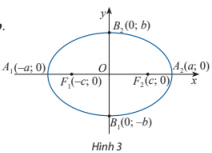 y
B₂(0; b)
A₁(−a; 0)
O
A₂(a; 0)
F₁(−c; 0)
F₂(c; 0)
x
B₁(0; −b)
Hình 3